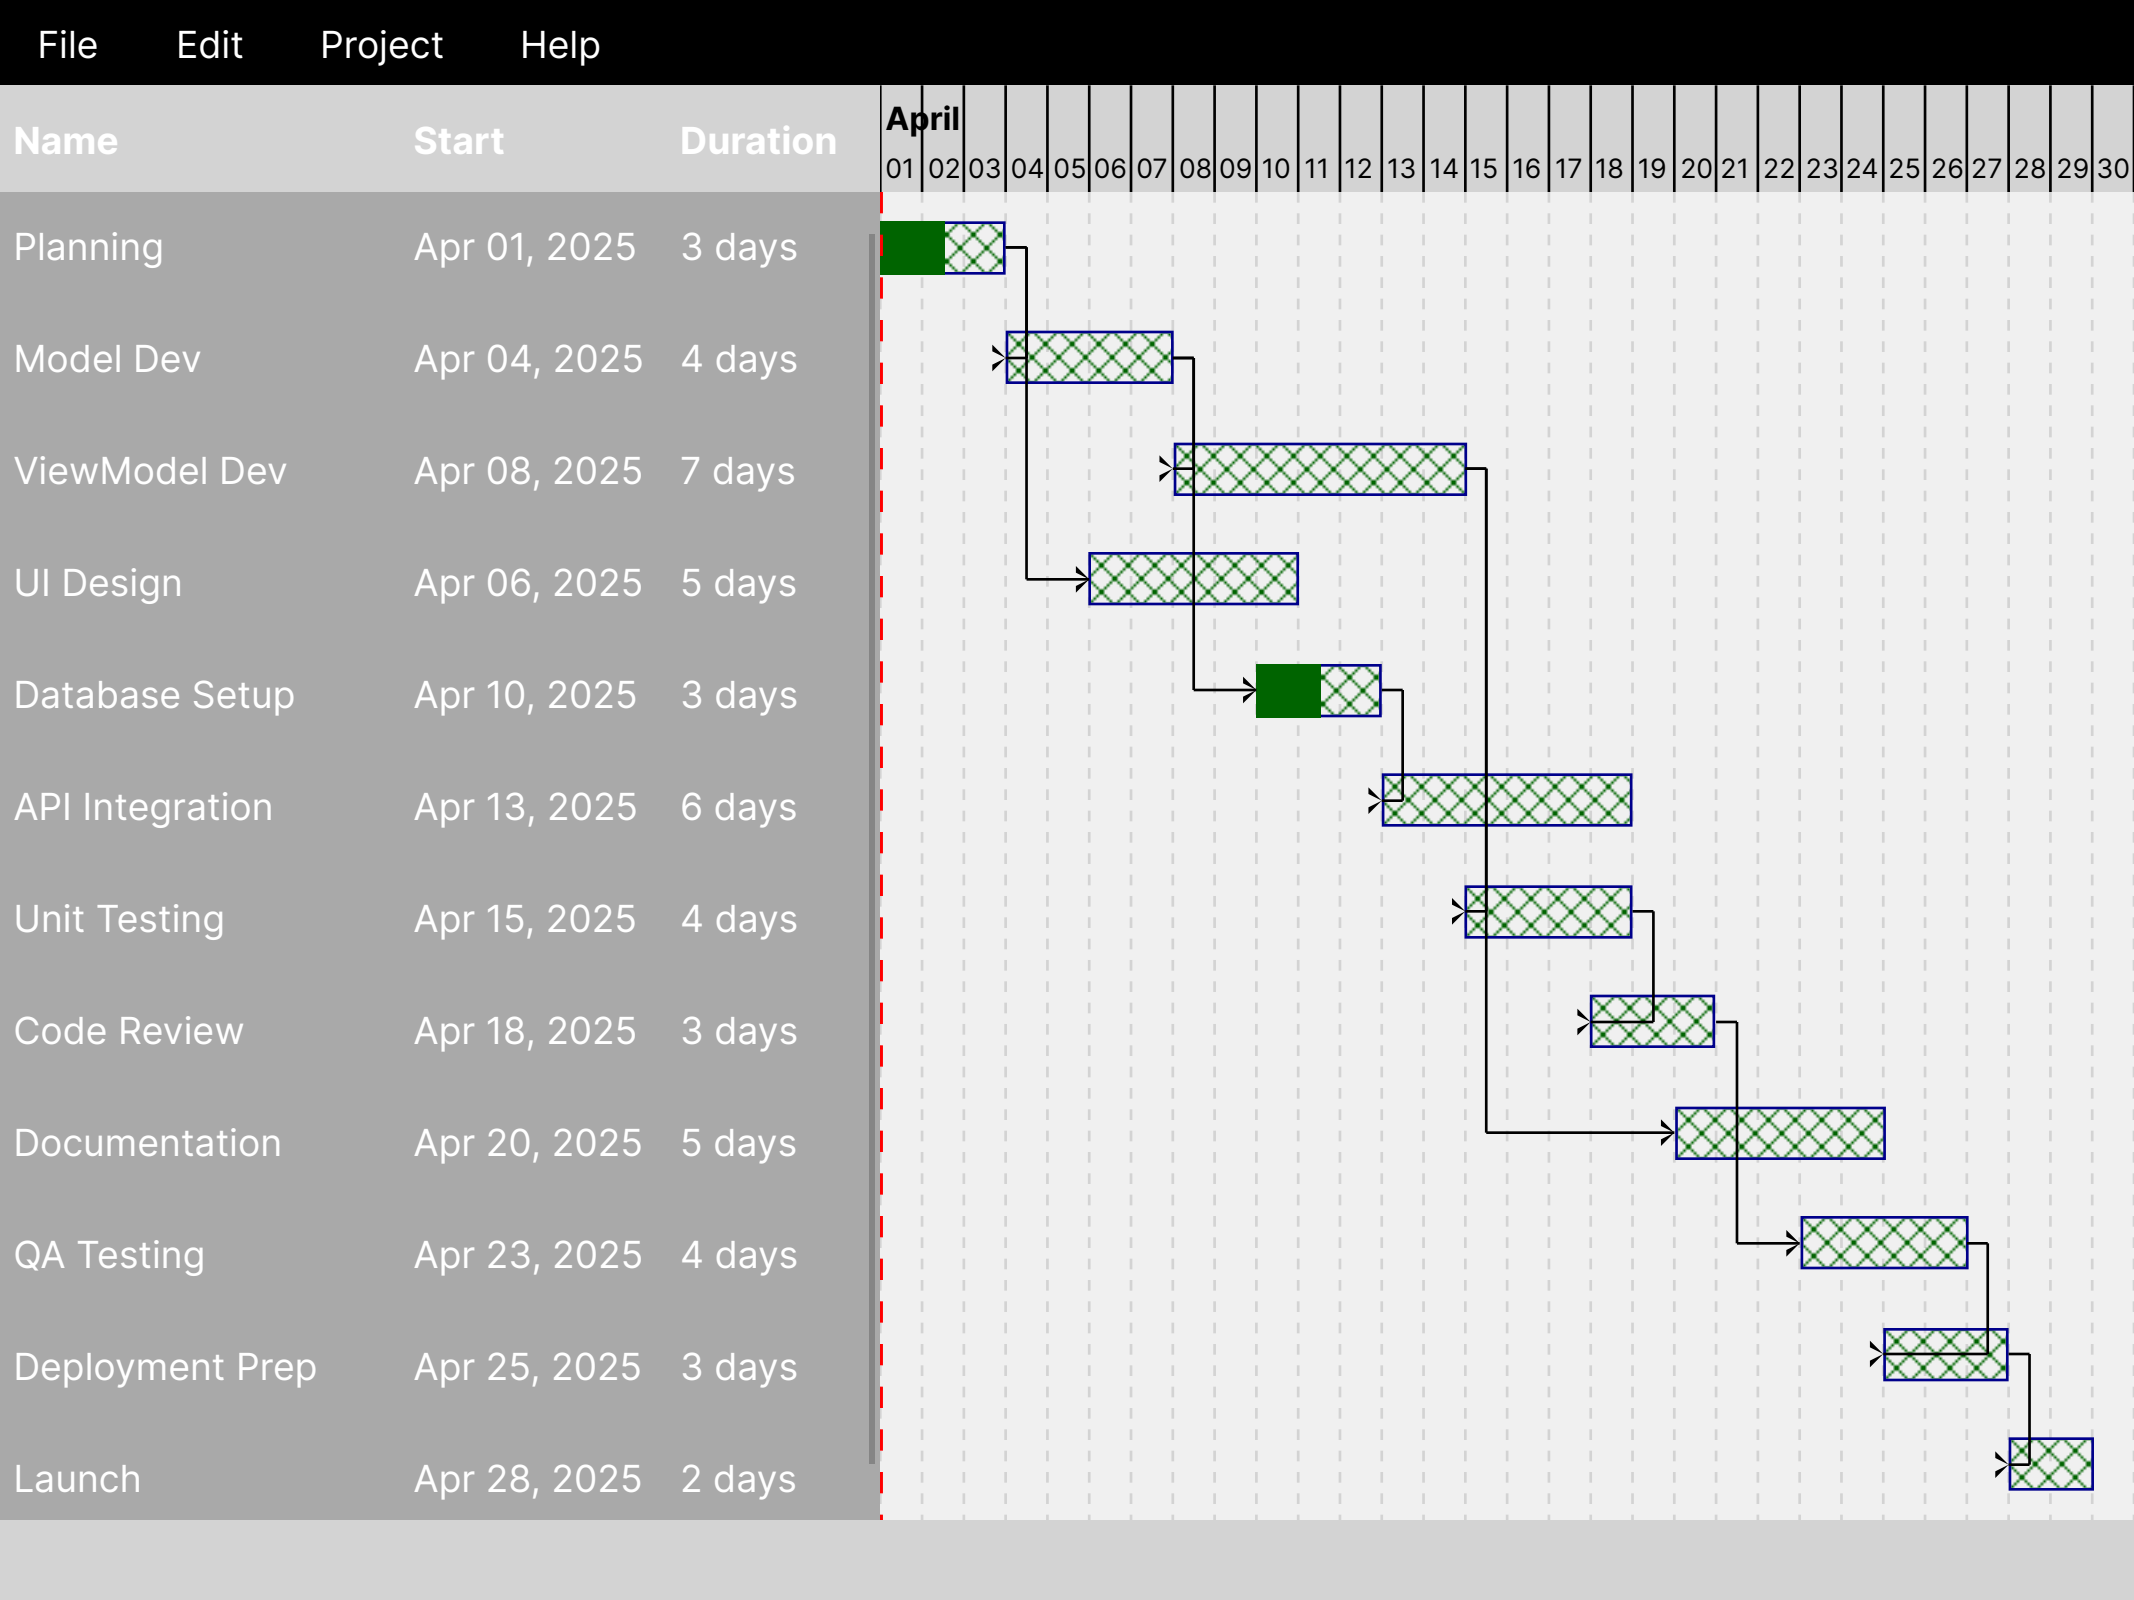 File Edit Project Help
Name Start Duration
April
01 02 03 04 05 06 07 08 09 10 11 12 13 14 15 16 17 18 19 20 21 22 23 24 25 26 27 28 29 30
Planning Apr 01, 2025 3 days
Model Dev Apr 04, 2025 4 days
ViewModel Dev Apr 08, 2025 7 days
UI Design Apr 06, 2025 5 days
Database Setup Apr 10, 2025 3 days
API Integration Apr 13, 2025 6 days
Unit Testing Apr 15, 2025 4 days
Code Review Apr 18, 2025 3 days
Documentation Apr 20, 2025 5 days
QA Testing Apr 23, 2025 4 days
Deployment Prep Apr 25, 2025 3 days
Launch Apr 28, 2025 2 days